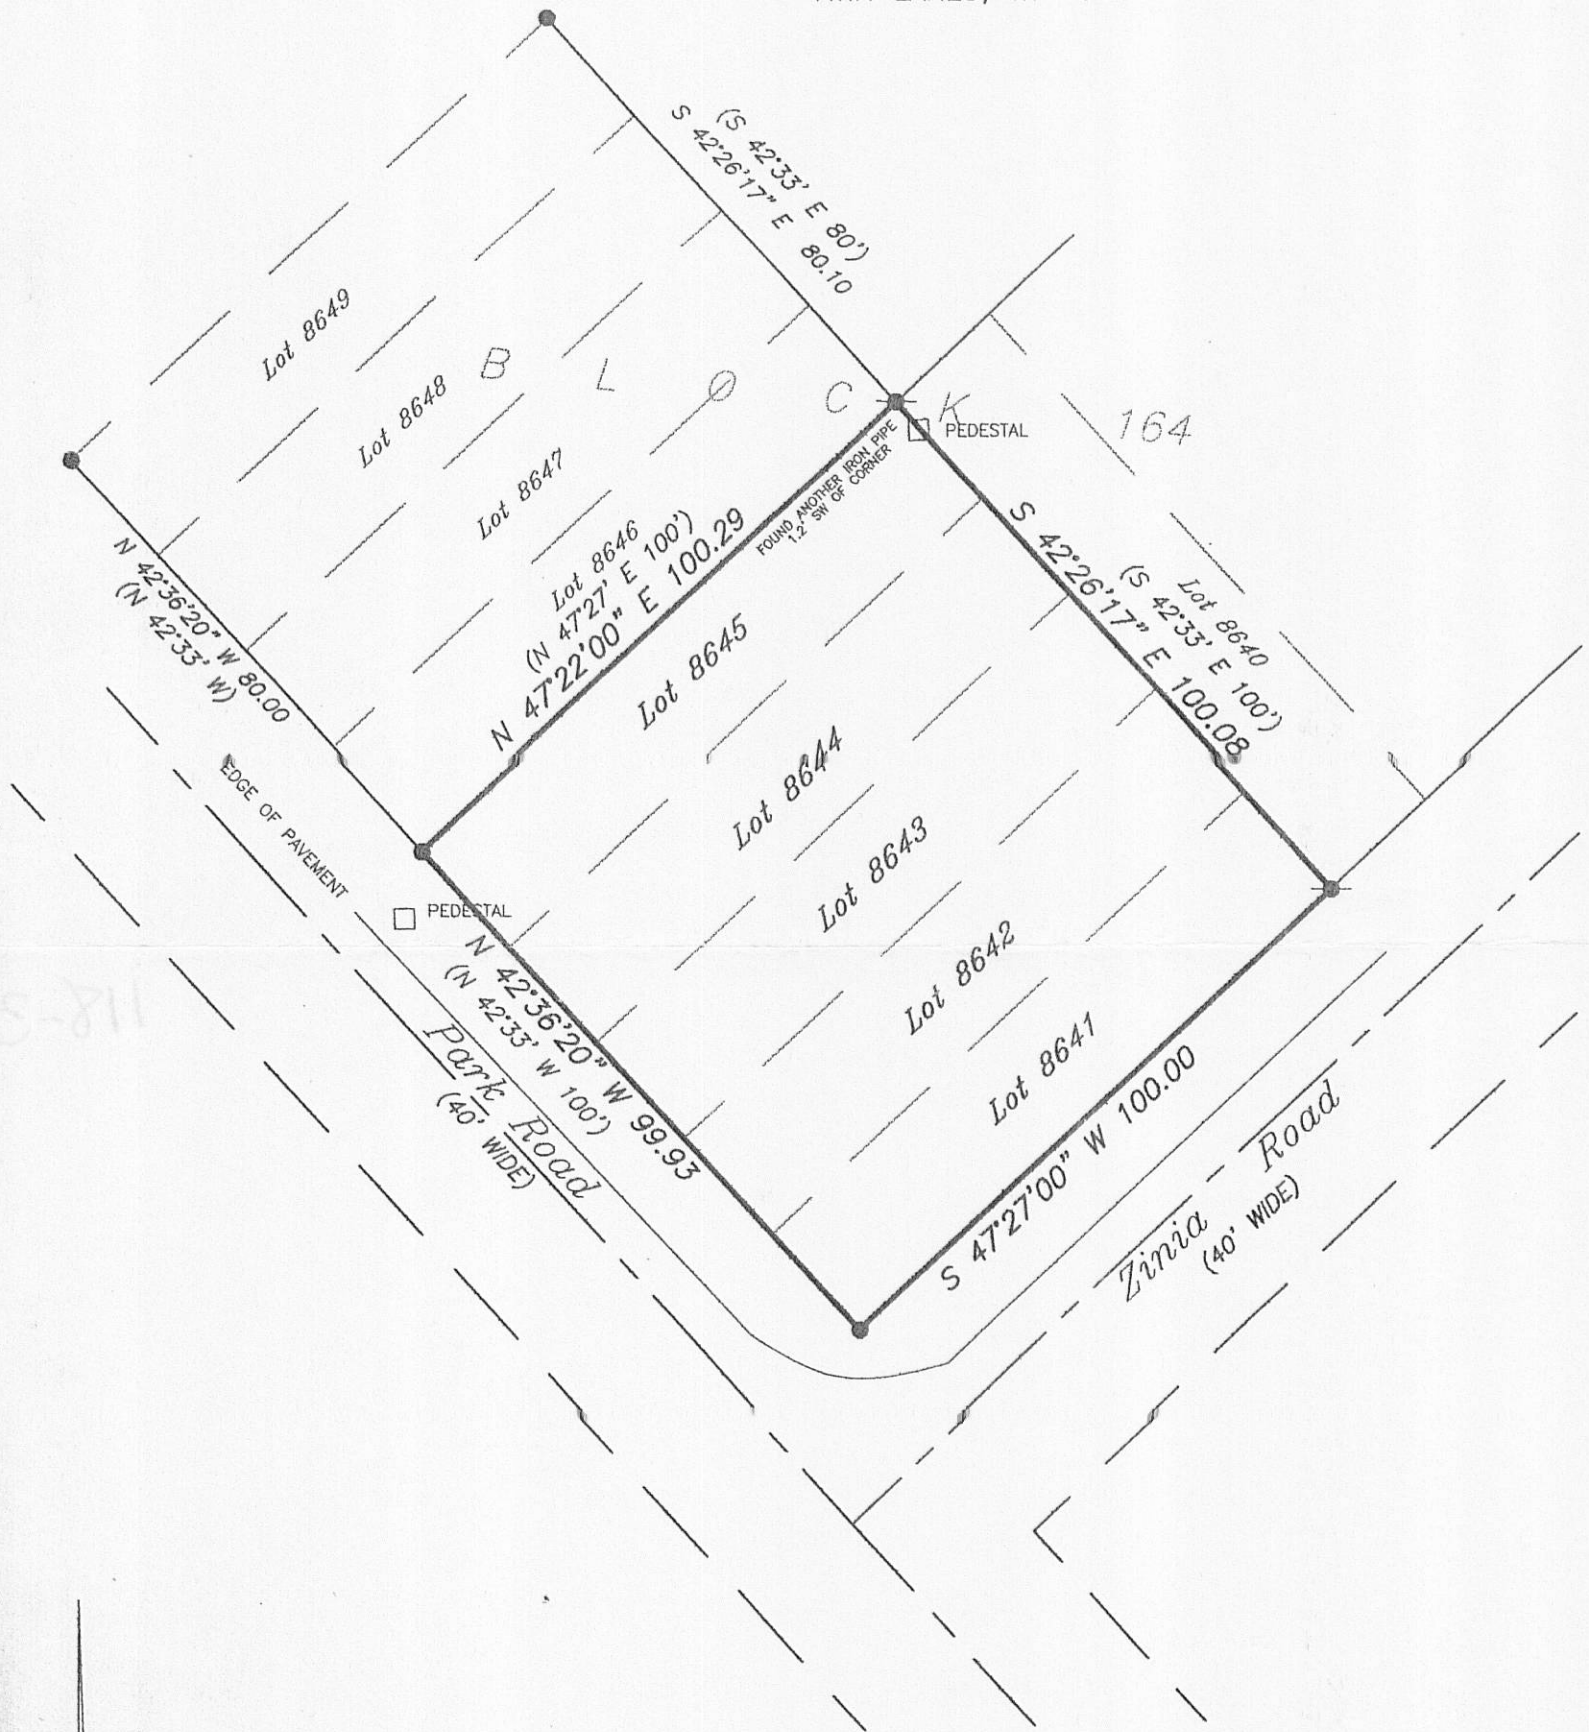 (S 42°33' E 80')
S 42°26'17" E 80.10
Lot 8649
Lot 8648
Lot 8647
Lot 8646
B L O C K 164
PEDESTAL
FOUND ANOTHER IRON PIPE
1.2' SW OF CORNER
(N 47°27' E 100')
N 47°22'00" E 100.29
N 42°36'20" W 80.00
(N 42°33' W)
S 42°26'17" E 100.08
(S 42°33' E 100')
Lot 8640
Lot 8645
Lot 8644
Lot 8643
Lot 8642
Lot 8641
EDGE OF PAVEMENT
PEDESTAL
N 42°36'20" W 99.93
(N 42°33' W 100')
Park Road
(40' WIDE)
S 47°27'00" W 100.00
Zinia Road
(40' WIDE)